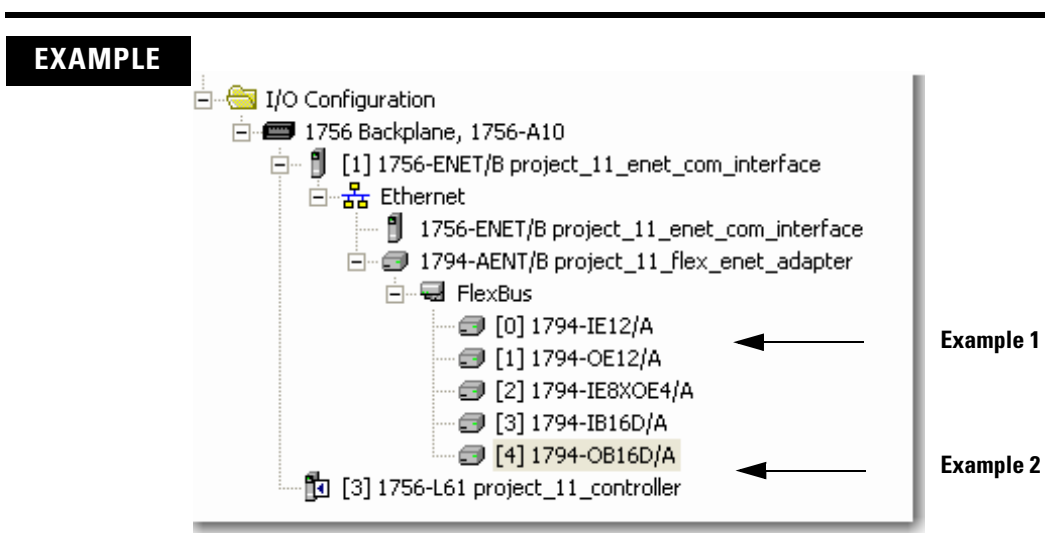 EXAMPLE
I/O Configuration
1756 Backplane, 1756-A10
[1] 1756-ENET/B project_11_enet_com_interface
Ethernet
1756-ENET/B project_11_enet_com_interface
1794-AENT/B project_11_flex_enet_adapter
FlexBus
[0] 1794-IE12/A
Example 1
[1] 1794-OE12/A
[2] 1794-IE8XOE4/A
[3] 1794-IB16D/A
[4] 1794-OB16D/A
Example 2
[3] 1756-L61 project_11_controller